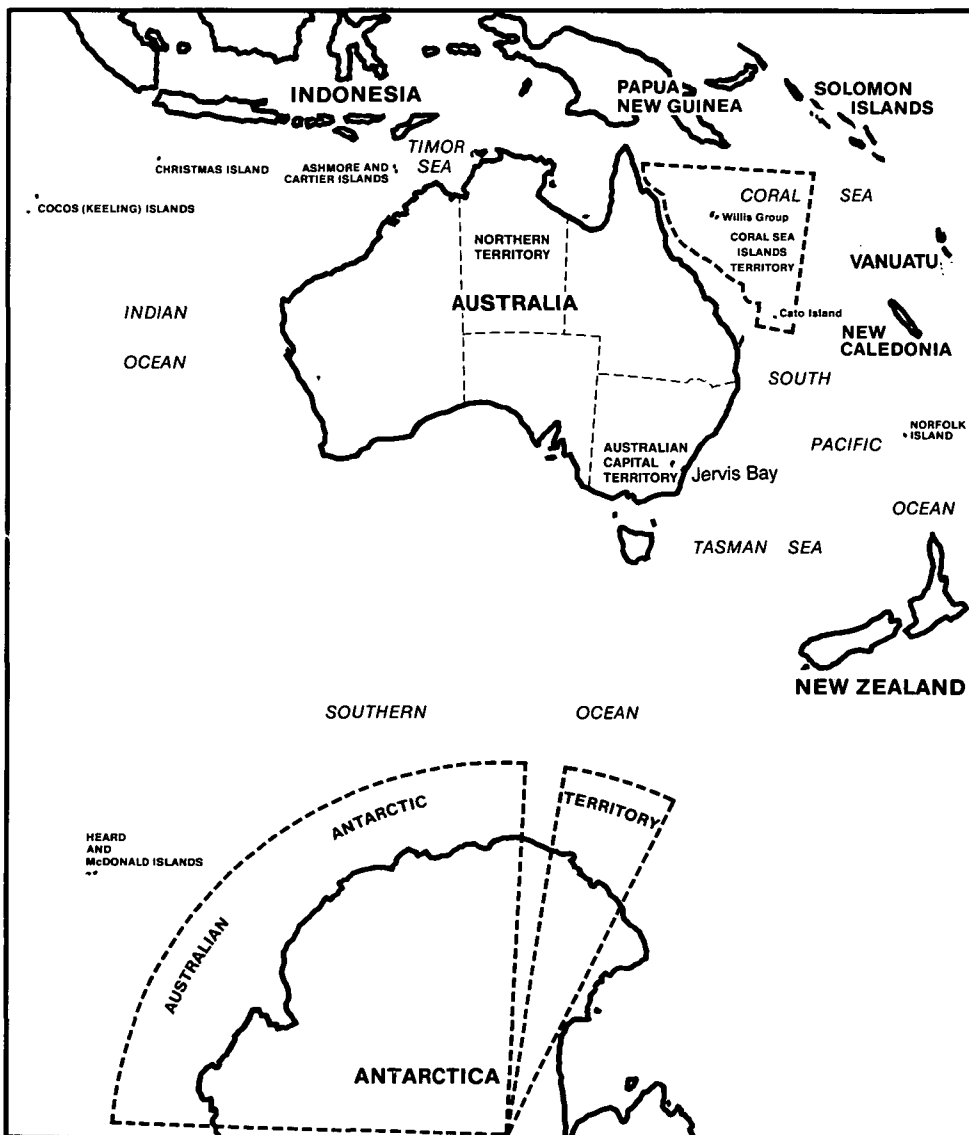 INDONESIA
PAPUA
NEW GUINEA
SOLOMON
ISLANDS
TIMOR
SEA
CHRISTMAS ISLAND
ASHMORE AND
CARTIER ISLANDS
COCOS (KEELING) ISLANDS
CORAL SEA
Willis Group
CORAL SEA
ISLANDS
TERRITORY
NORTHERN
TERRITORY
VANUATU
AUSTRALIA
INDIAN
OCEAN
Cato Island
NEW
CALEDONIA
SOUTH
PACIFIC
OCEAN
NORFOLK
ISLAND
AUSTRALIAN
CAPITAL
TERRITORY
Jervis Bay
TASMAN SEA
NEW ZEALAND
SOUTHERN OCEAN
AUSTRALIAN
ANTARCTIC
TERRITORY
HEARD
AND
McDONALD ISLANDS
ANTARCTICA